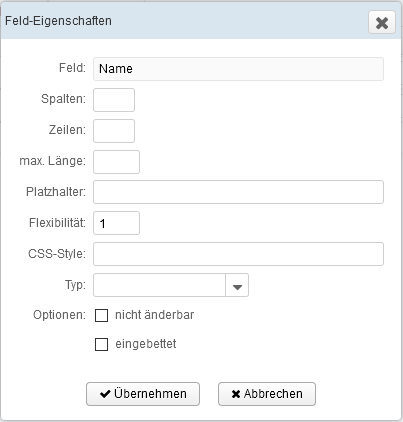 Feld-Eigenschaften
Feld: Name
Spalten:
Zeilen:
max. Länge:
Platzhalter:
Flexibilität: 1
CSS-Style:
Typ:
Optionen: nicht änderbar
eingebettet
Übernehmen Abbrechen